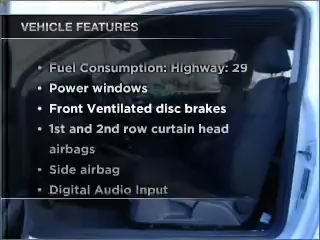 VEHICLE FEATURES
• Fuel Consumption: Highway: 29
• Power windows
• Front Ventilated disc brakes
• 1st and 2nd row curtain head
airbags
• Side airbag
• Digital Audio Input